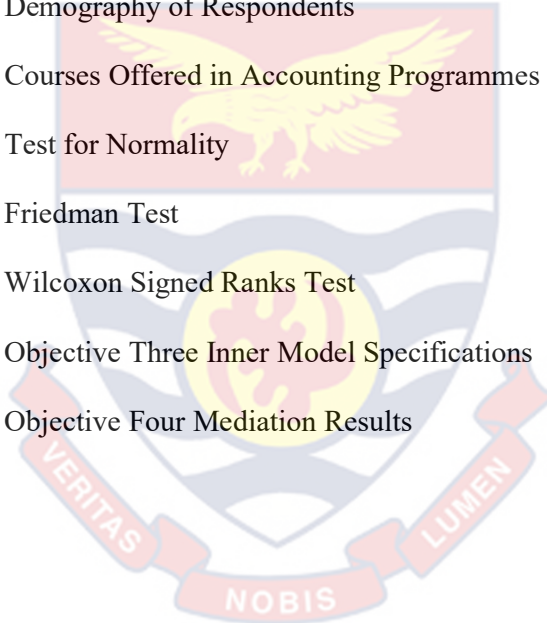 Demography of Respondents
Courses Offered in Accounting Programmes
Test for Normality
Friedman Test
Wilcoxon Signed Ranks Test
Objective Three Inner Model Specifications
Objective Four Mediation Results
VERITAS
NOBIS
LUMEN